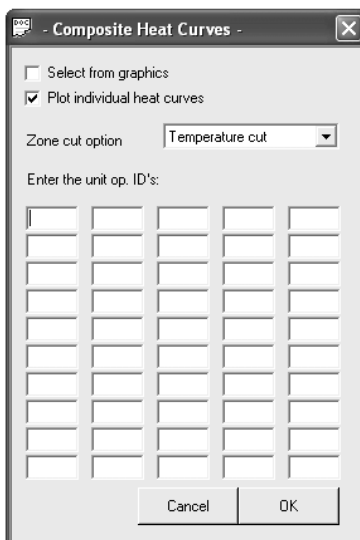 - Composite Heat Curves -
Select from graphics
Plot individual heat curves
Zone cut option Temperature cut
Enter the unit op. ID's:
Cancel OK